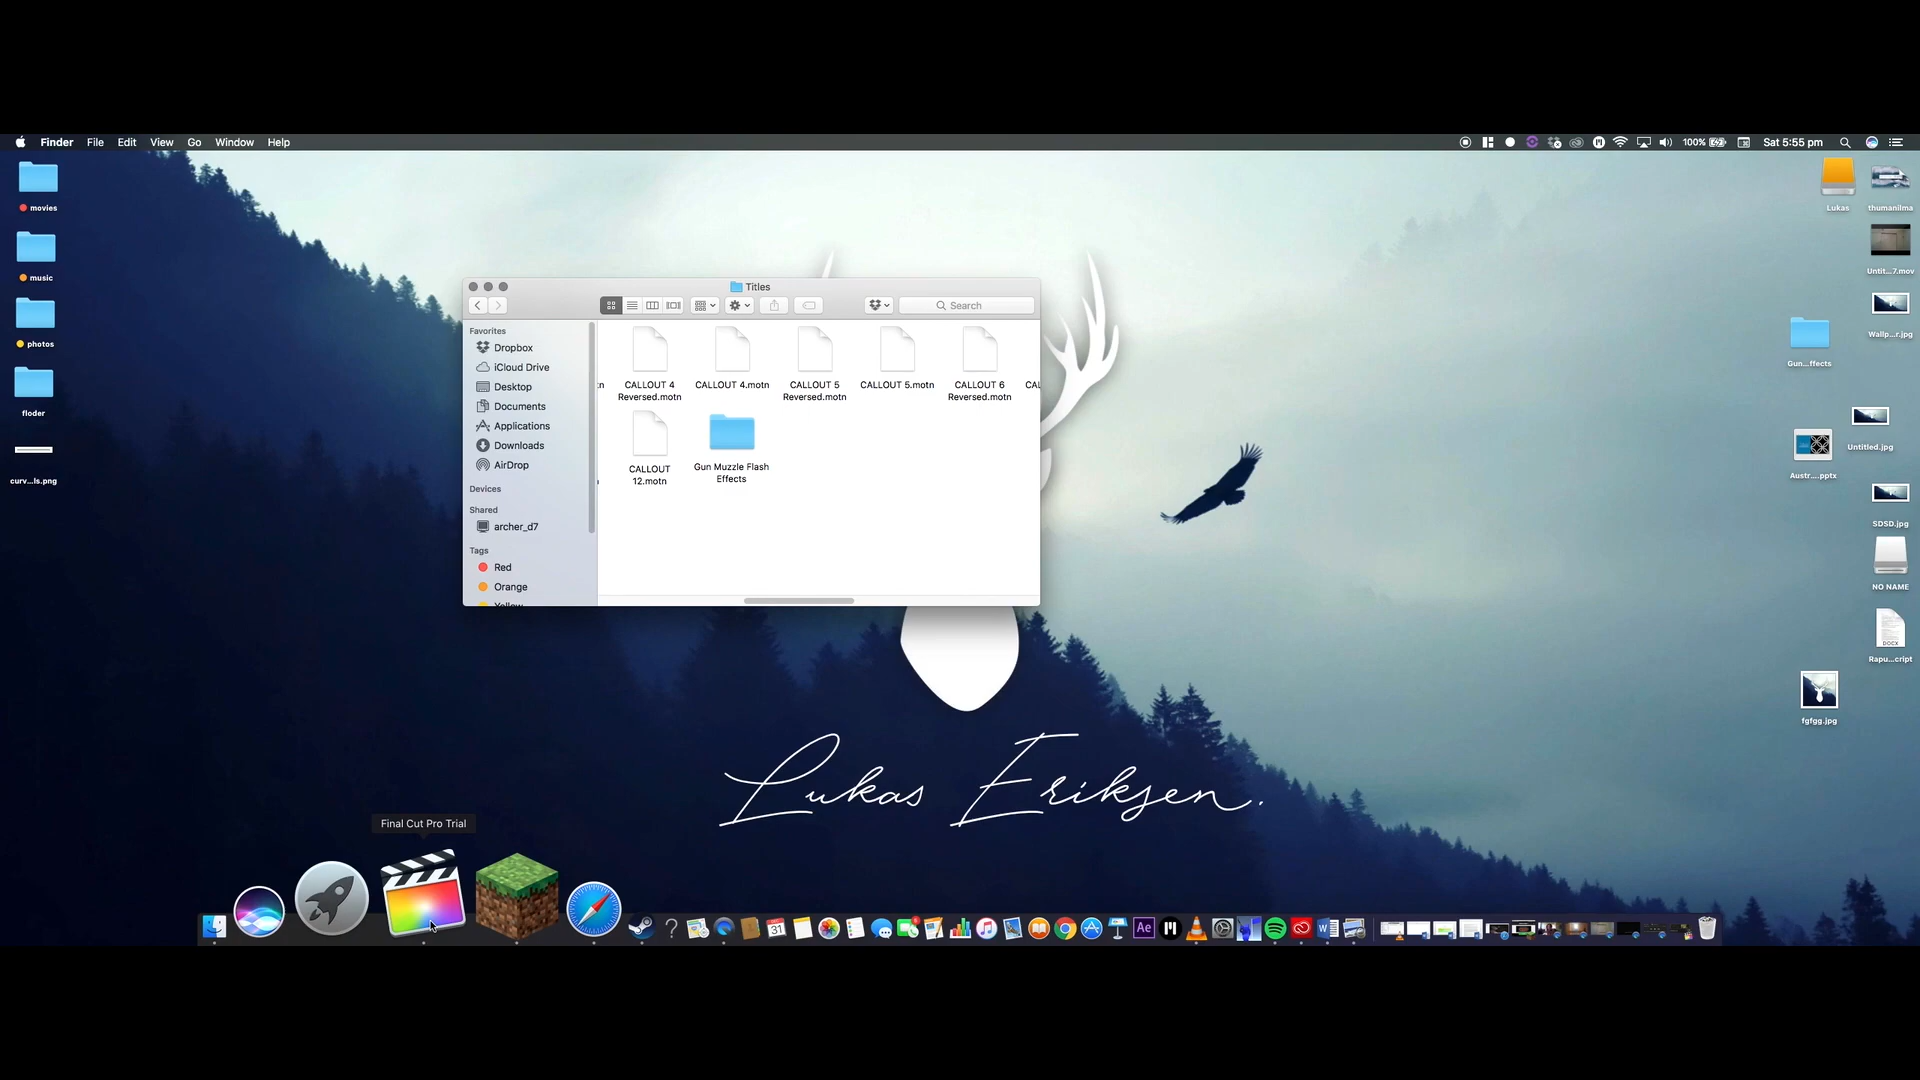 Finder File Edit View Go Window Help
100% Sat 5:55 pm
movies
music
photos
floder
curv...ls.png
Lukas
thumanilma
Untit...7.mov
Wallp...r.jpg
Gun...ffects
Untitled.jpg
Austr....pptx
SDSD.jpg
NO NAME
DOCX
Rapu...cript
fgfgg.jpg
Titles
Search
Favorites
Dropbox
iCloud Drive
Desktop
Documents
Applications
Downloads
AirDrop
Devices
Shared
archer_d7
Tags
Red
Orange
Yellow
CALLOUT 4
Reversed.motn
CALLOUT 4.motn
CALLOUT 5
Reversed.motn
CALLOUT 5.motn
CALLOUT 6
Reversed.motn
CALLOUT
12.motn
Gun Muzzle Flash
Effects
Lukas Eriksen.
Final Cut Pro Trial
31
Ae